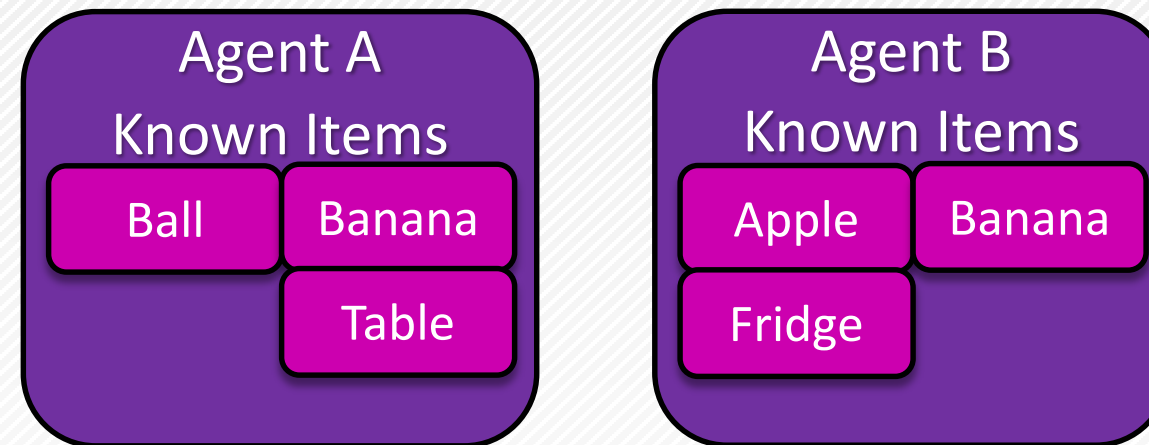 Agent A
Known Items
Ball
Banana
Table
Agent B
Known Items
Apple
Banana
Fridge